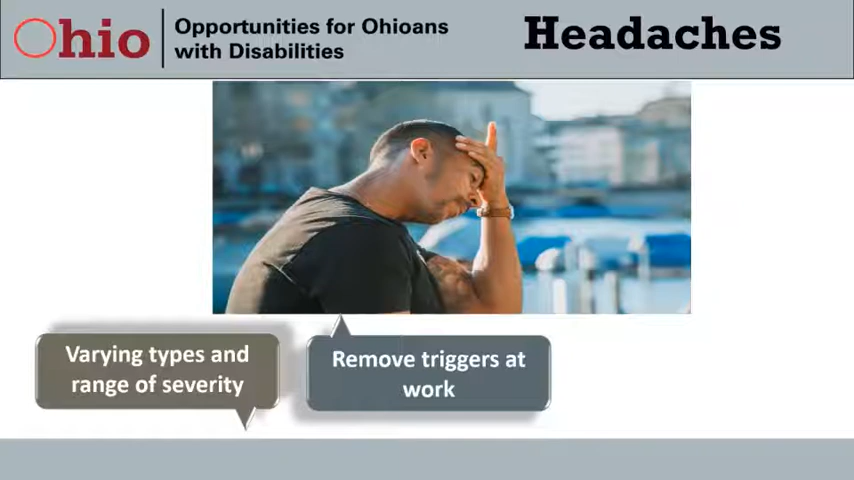 Ohio
Opportunities for Ohioans
with Disabilities
Headaches
Varying types and
range of severity
Remove triggers at
work